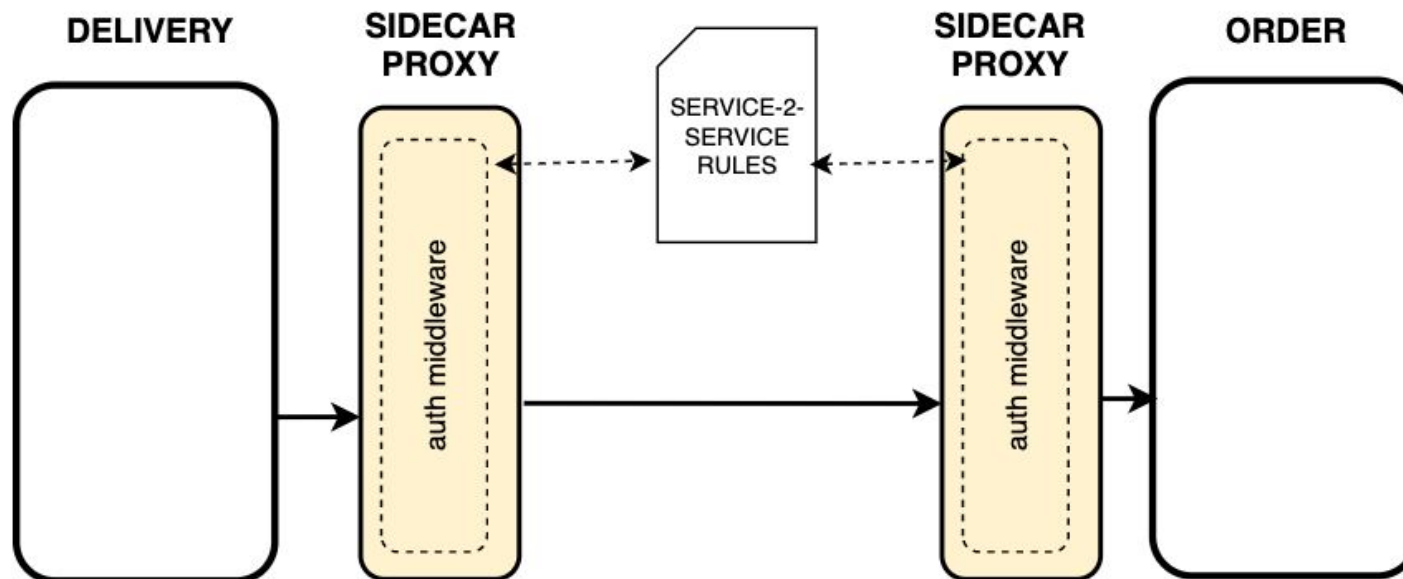 DELIVERY
SIDECAR
PROXY
SERVICE-2-
SERVICE
RULES
SIDECAR
PROXY
ORDER
auth middleware
auth middleware